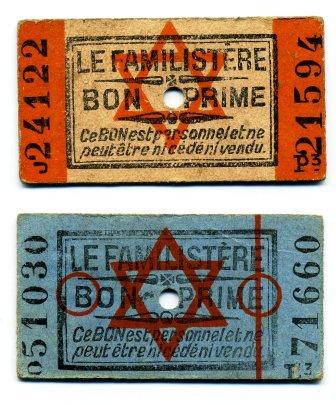 J24122
LE FAMILISTÈRE
BON PRIME
Ce BON est personnel et ne
peut être ni cédé ni vendu.
21594
51030
LE FAMILISTÈRE
BON-PRIME
Ce BON est personnel et ne
peut être ni cédé ni vendu.
71660